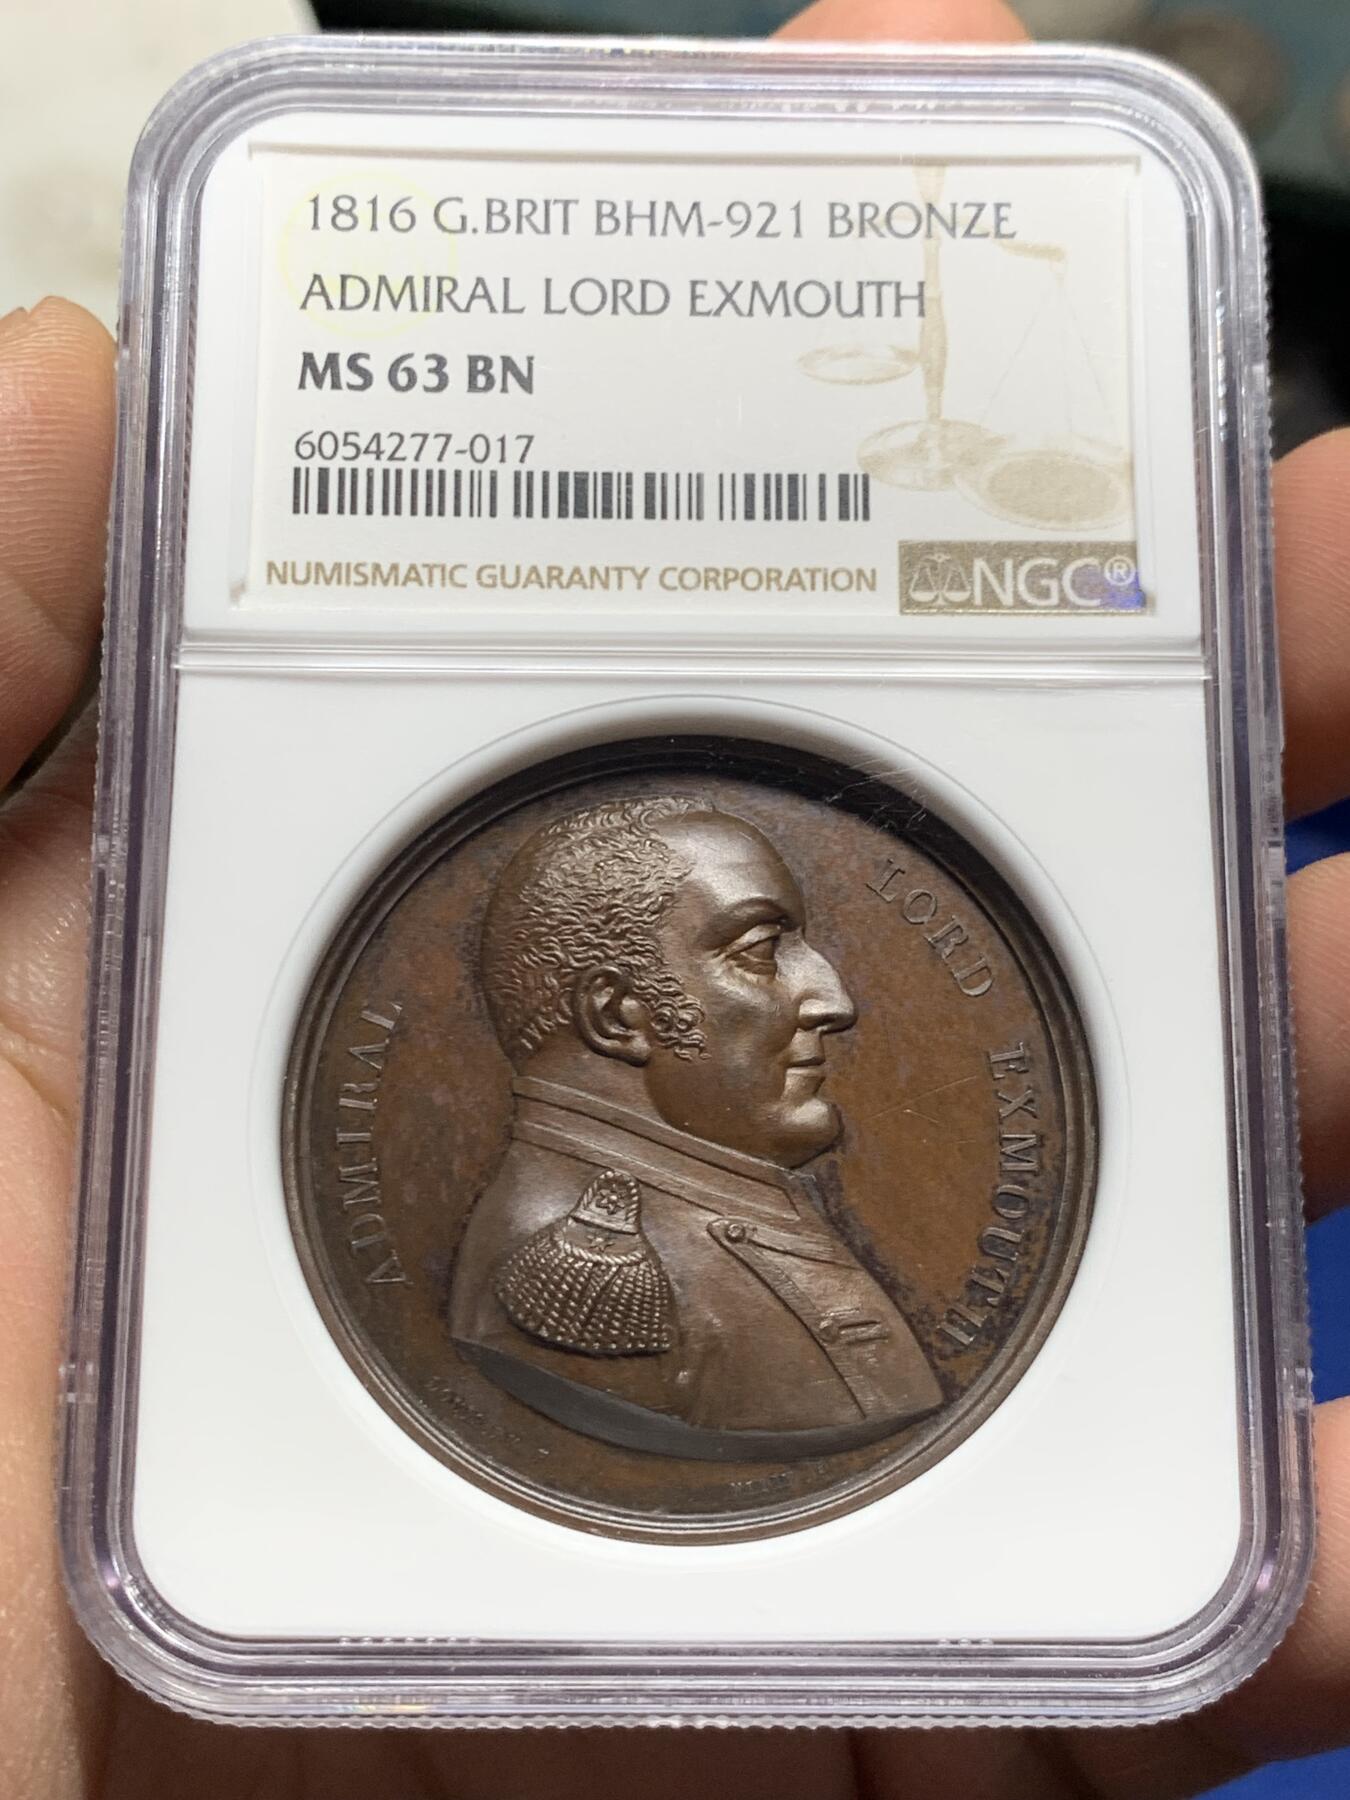 1816 G.BRIT BHM-921 BRONZE
ADMIRAL LORD EXMOUTH
MS 63 BN
6054277-017
NUMISMATIC GUARANTY CORPORATION
NGC®
ADMIRAL LORD EXMOUTH